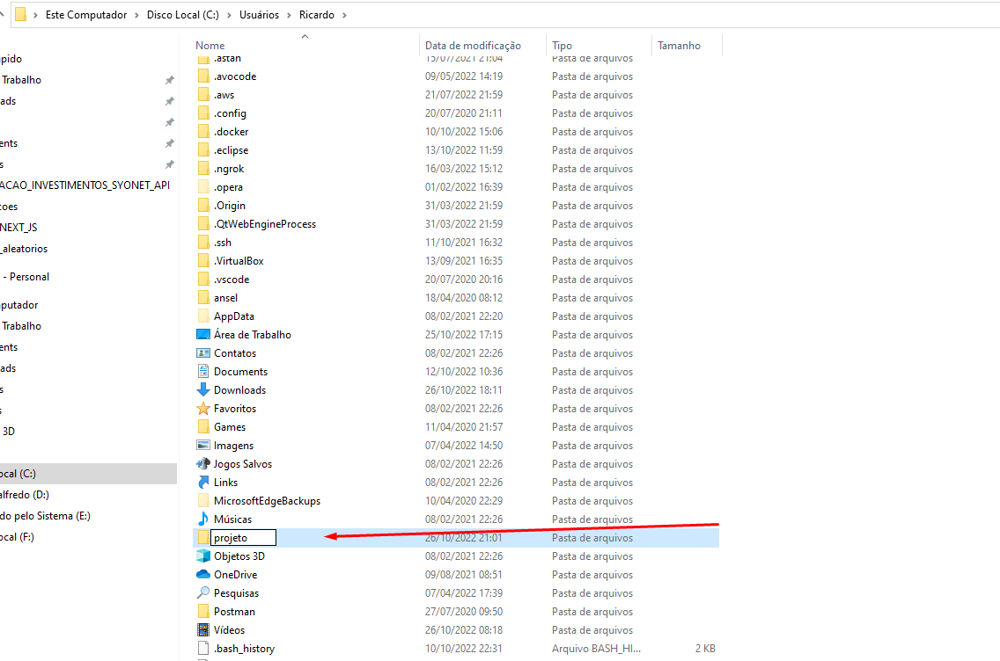 Este Computador > Disco Local (C:) > Usuários > Ricardo >
Nome Data de modificação Tipo Tamanho
.astan 15/07/2021 21:04 Pasta de arquivos
.avocode 09/05/2022 14:19 Pasta de arquivos
.aws 21/07/2022 21:59 Pasta de arquivos
.config 20/07/2020 21:11 Pasta de arquivos
.docker 10/10/2022 15:06 Pasta de arquivos
.eclipse 13/10/2022 11:59 Pasta de arquivos
.ngrok 16/03/2022 15:12 Pasta de arquivos
.opera 01/02/2022 16:39 Pasta de arquivos
.Origin 31/03/2022 21:59 Pasta de arquivos
.QtWebEngineProcess 31/03/2022 21:59 Pasta de arquivos
.ssh 11/10/2021 16:32 Pasta de arquivos
.VirtualBox 13/09/2021 16:35 Pasta de arquivos
.vscode 20/07/2020 20:16 Pasta de arquivos
ansel 18/04/2020 08:12 Pasta de arquivos
AppData 08/02/2021 22:20 Pasta de arquivos
Área de Trabalho 25/10/2022 17:15 Pasta de arquivos
Contatos 08/02/2021 22:26 Pasta de arquivos
Documents 12/10/2022 10:36 Pasta de arquivos
Downloads 26/10/2022 18:11 Pasta de arquivos
Favoritos 08/02/2021 22:26 Pasta de arquivos
Games 11/04/2020 21:57 Pasta de arquivos
Imagens 07/04/2022 14:50 Pasta de arquivos
Jogos Salvos 08/02/2021 22:26 Pasta de arquivos
Links 08/02/2021 22:26 Pasta de arquivos
MicrosoftEdgeBackups 10/04/2020 22:29 Pasta de arquivos
Músicas 08/02/2021 22:26 Pasta de arquivos
projeto 26/10/2022 21:01 Pasta de arquivos
Objetos 3D 08/02/2021 22:26 Pasta de arquivos
OneDrive 09/08/2021 08:51 Pasta de arquivos
Pesquisas 07/04/2022 17:39 Pasta de arquivos
Postman 27/07/2020 09:50 Pasta de arquivos
Vídeos 26/10/2022 08:18 Pasta de arquivos
.bash_history 10/10/2022 22:31 Arquivo BASH_HI... 2 KB
pido
Trabalho
ads
ents
s
ACAO_INVESTIMENTOS_SYONET_API
coes
NEXT_JS
_aleatorios
- Personal
mputador
Trabalho
ents
ads
s
s
3D
ocal (C:)
alfredo (D:)
do pelo Sistema (E:)
ocal (F:)